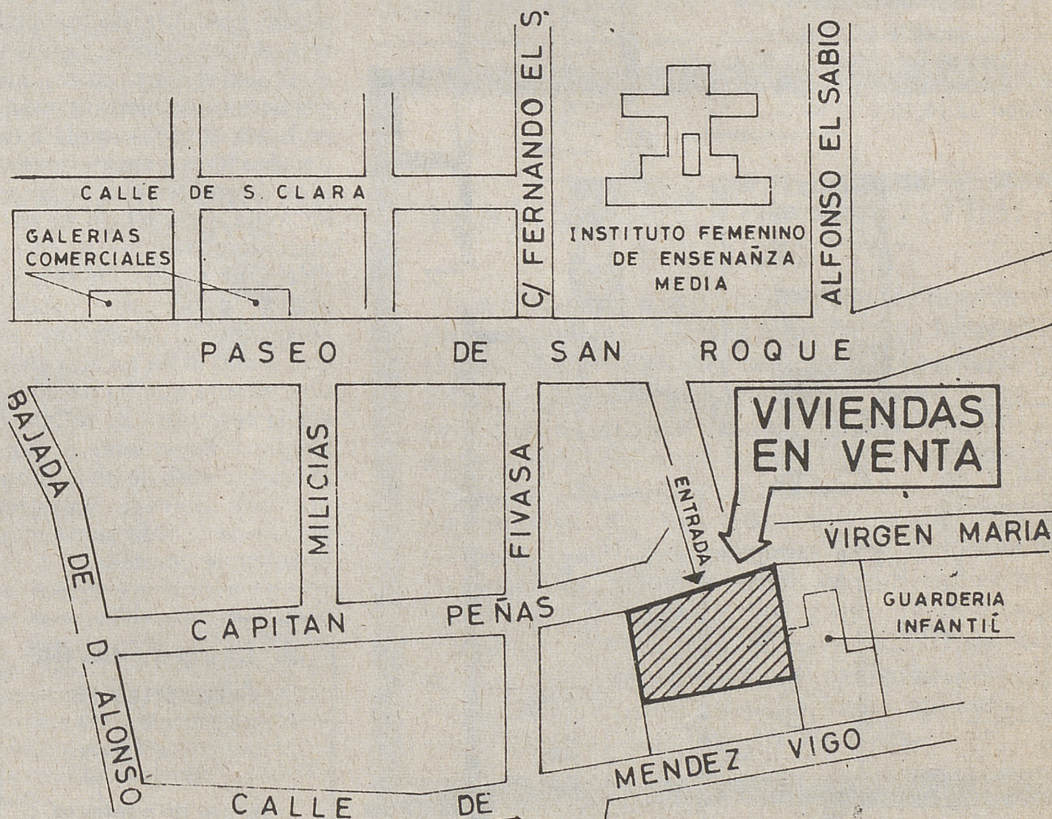 C/ FERNANDO EL S.
ALFONSO EL SABIO
CALLE DE S. CLARA
GALERIAS
COMERCIALES
INSTITUTO FEMENINO
DE ENSENAÑZA
MEDIA
PASEO DE SAN ROQUE
BAJADA DE D. ALONSO
MILICIAS
FIVASA
ENTRADA
VIVIENDAS
EN VENTA
VIRGEN MARIA
CAPITAN PEÑAS
GUARDERIA
INFANTIL
CALLE DE MENDEZ VIGO